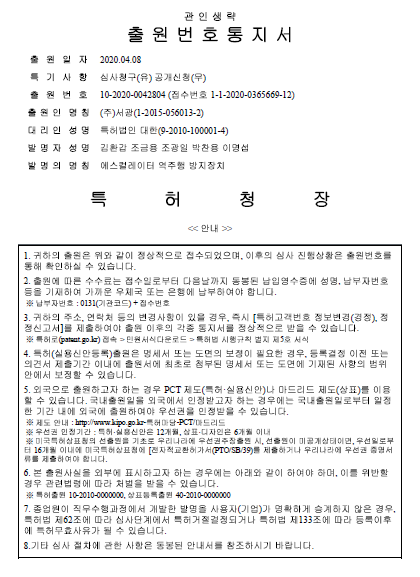 관 인 생 략
출 원 번 호 통 지 서
출 원 일 자 2020.04.08
특 기 사 항 심사청구(유) 공개신청(무)
출 원 번 호 10-2020-0042804 (접수번호 1-1-2020-0365669-12)
출 원 인 명 칭 (주)서광(1-2015-056013-2)
대 리 인 성 명 특허법인 대한(9-2010-100001-4)
발 명 자 성 명 김환갑 조금용 조광일 박찬용 이명섭
발 명 의 명 칭 에스컬레이터 역주행 방지장치
특 허 청 장
<< 안내 >>
1. 귀하의 출원은 위와 같이 정상적으로 접수되었으며, 이후의 심사 진행상황은 출원번호를
통해 확인하실 수 있습니다.
2. 출원에 따른 수수료는 접수일로부터 다음날까지 동봉된 납입영수증에 성명, 납부자번호
등을 기재하여 가까운 우체국 또는 은행에 납부하여야 합니다.
※ 납부자번호 : 0131(기관코드) + 접수번호
3. 귀하의 주소, 연락처 등의 변경사항이 있을 경우, 즉시 [특허고객번호 정보변경(경정), 정
정신고서]를 제출하여야 출원 이후의 각종 통지서를 정상적으로 받을 수 있습니다.
※ 특허로(patent.go.kr) 접속 > 민원서식다운로드 > 특허법 시행규칙 별지 제5호 서식
4. 특허(실용신안등록)출원은 명세서 또는 도면의 보정이 필요한 경우, 등록결정 이전 또는
의견서 제출기간 이내에 출원서에 최초로 첨부된 명세서 또는 도면에 기재된 사항의 범위
안에서 보정할 수 있습니다.
5. 외국으로 출원하고자 하는 경우 PCT 제도(특허·실용신안)나 마드리드 제도(상표)를 이용
할 수 있습니다. 국내출원일을 외국에서 인정받고자 하는 경우에는 국내출원일로부터 일정
한 기간 내에 외국에 출원하여야 우선권을 인정받을 수 있습니다.
※ 제도 안내 : http://www.kipo.go.kr-특허마당-PCT/마드리드
※ 우선권 인정기간 : 특허·실용신안은 12개월, 상표·디자인은 6개월 이내
※ 미국특허상표청의 선출원을 기초로 우리나라에 우선권주장출원 시, 선출원이 미공개상태이면, 우선일로부
터 16개월 이내에 미국특허상표청에 [전자적교환허가서(PTO/SB/39)를 제출하거나 우리나라에 우선권 증명서
류를 제출하여야 합니다.
6. 본 출원사실을 외부에 표시하고자 하는 경우에는 아래와 같이 하여야 하며, 이를 위반할
경우 관련법령에 따라 처벌을 받을 수 있습니다.
※ 특허출원 10-2010-0000000, 상표등록출원 40-2010-0000000
7. 종업원이 직무수행과정에서 개발한 발명을 사용자(기업)가 명확하게 승계하지 않은 경우,
특허법 제62조에 따라 심사단계에서 특허거절결정되거나 특허법 제133조에 따라 등록이후
에 특허무효사유가 될 수 있습니다.
8.기타 심사 절차에 관한 사항은 동봉된 안내서를 참조하시기 바랍니다.